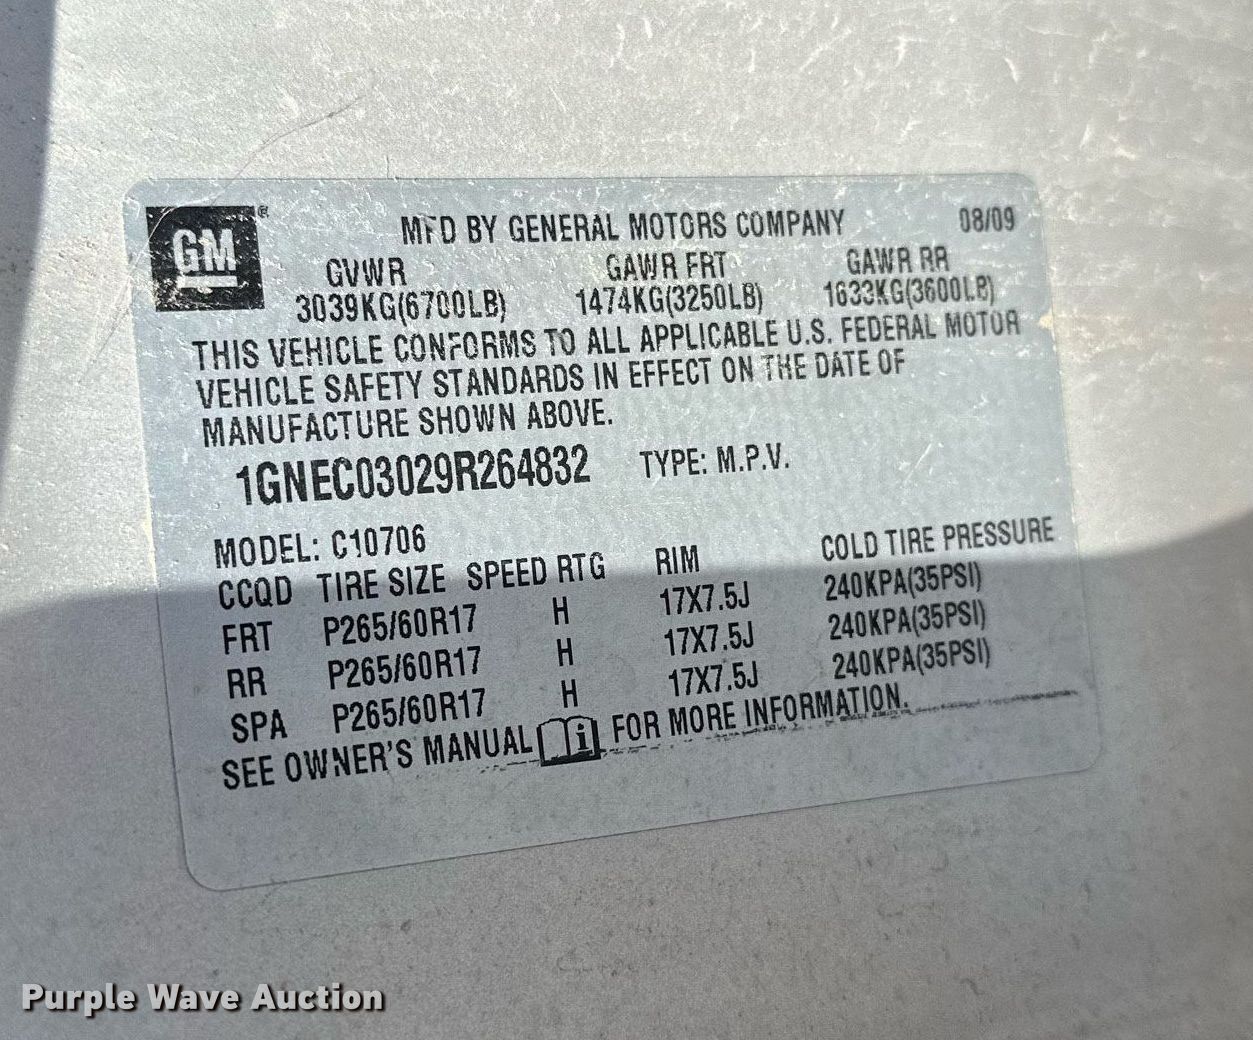 GM ® MFD BY GENERAL MOTORS COMPANY 08/09
GVWR GAWR FRT GAWR RR
3039KG(6700LB) 1474KG(3250LB) 1633KG(3600LB)
THIS VEHICLE CONFORMS TO ALL APPLICABLE U.S. FEDERAL MOTOR
VEHICLE SAFETY STANDARDS IN EFFECT ON THE DATE OF
MANUFACTURE SHOWN ABOVE.
1GNEC03029R264832 TYPE: M.P.V.
MODEL: C10706
CCQD TIRE SIZE SPEED RTG RIM COLD TIRE PRESSURE
FRT P265/60R17 H 17X7.5J 240KPA(35PSI)
RR P265/60R17 H 17X7.5J 240KPA(35PSI)
SPA P265/60R17 H 17X7.5J 240KPA(35PSI)
SEE OWNER'S MANUAL i FOR MORE INFORMATION.
Purple Wave Auction